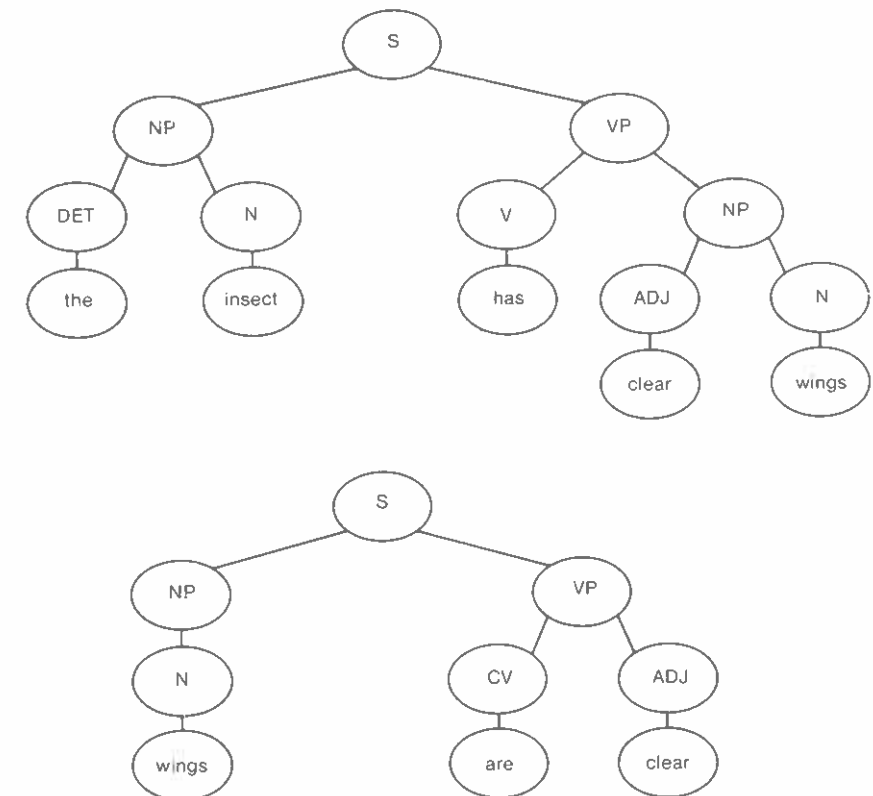 S
NP VP
DET N V NP
the insect has ADJ N
clear wings
S
NP VP
N CV ADJ
wings are clear